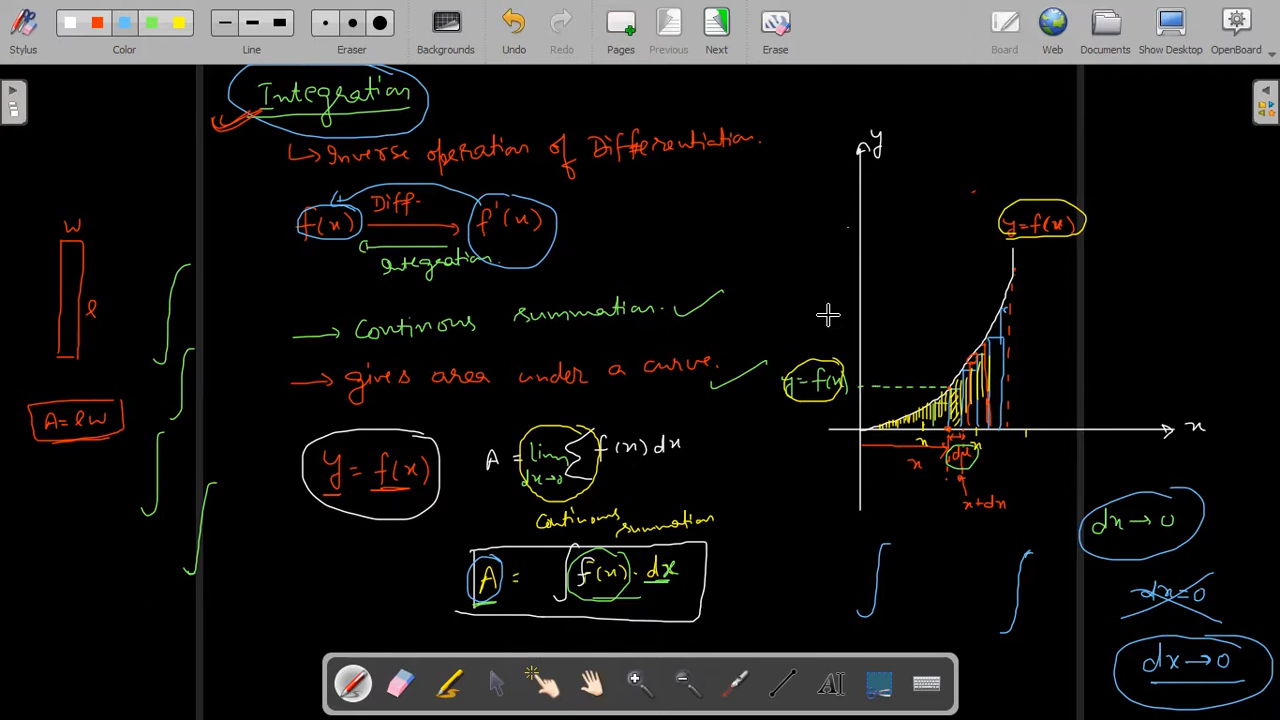 Stylus
Color
Line
Eraser
Backgrounds
Undo
Redo
Pages
Previous
Next
Erase
Board
Web
Documents
Show Desktop
OpenBoard
Integration
↳ Inverse operation of Differentiation.
f(x) Diff. → f'(x)
← Integration.
→ Continous summation. ✓
→ gives area under a curve. ✓
y = f(x)
A = lim dx→0 Σ f(x) dx
Continous summation
A = ∫ f(x) · dx
w
l
A = lw
∫
∫
∫
∫
y
y = f(x)
y = f(x)
x
x
x
x
dx
x+dx
∫
∫
dx → 0
dx = 0
dx → 0
AI